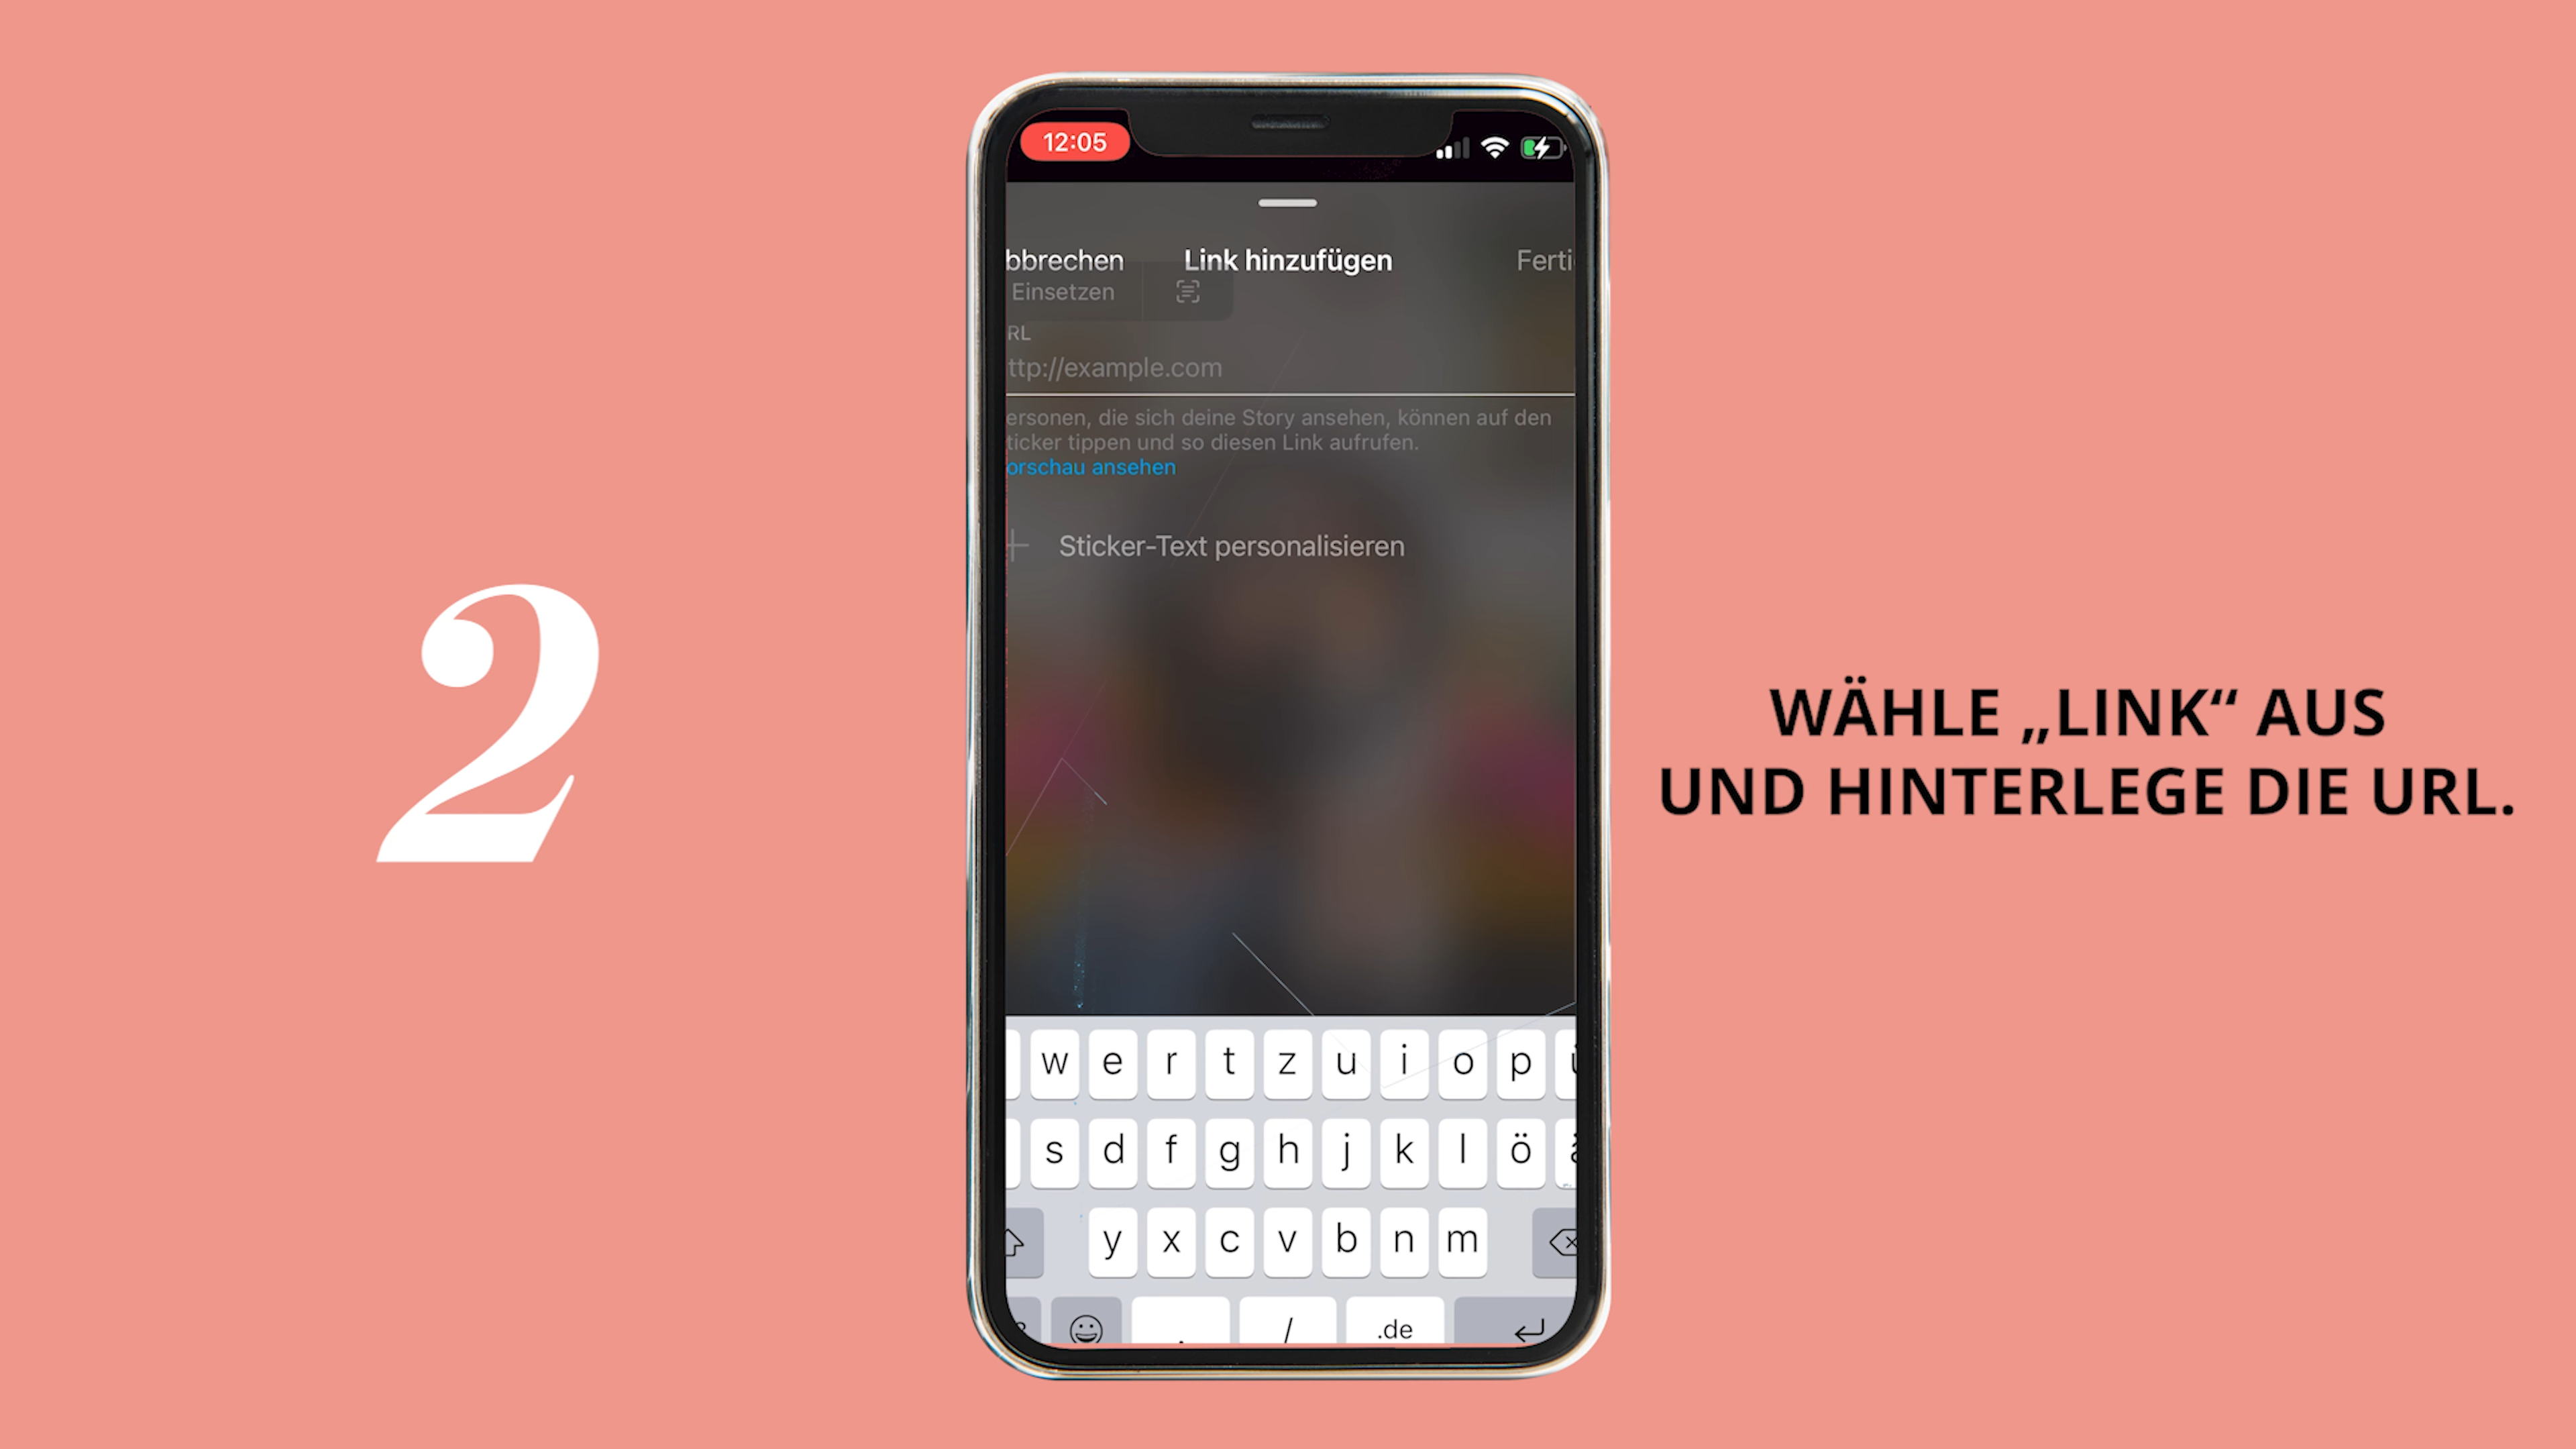 2
12:05
bbrechen Link hinzufügen Ferti
Einsetzen
RL
ttp://example.com
ersonen, die sich deine Story ansehen, können auf den
ticker tippen und so diesen Link aufrufen.
orschau ansehen
Sticker-Text personalisieren
w e r t z u i o p ü
s d f g h j k l ö ä
y x c v b n m
. / .de
WÄHLE „LINK“ AUS
UND HINTERLEGE DIE URL.